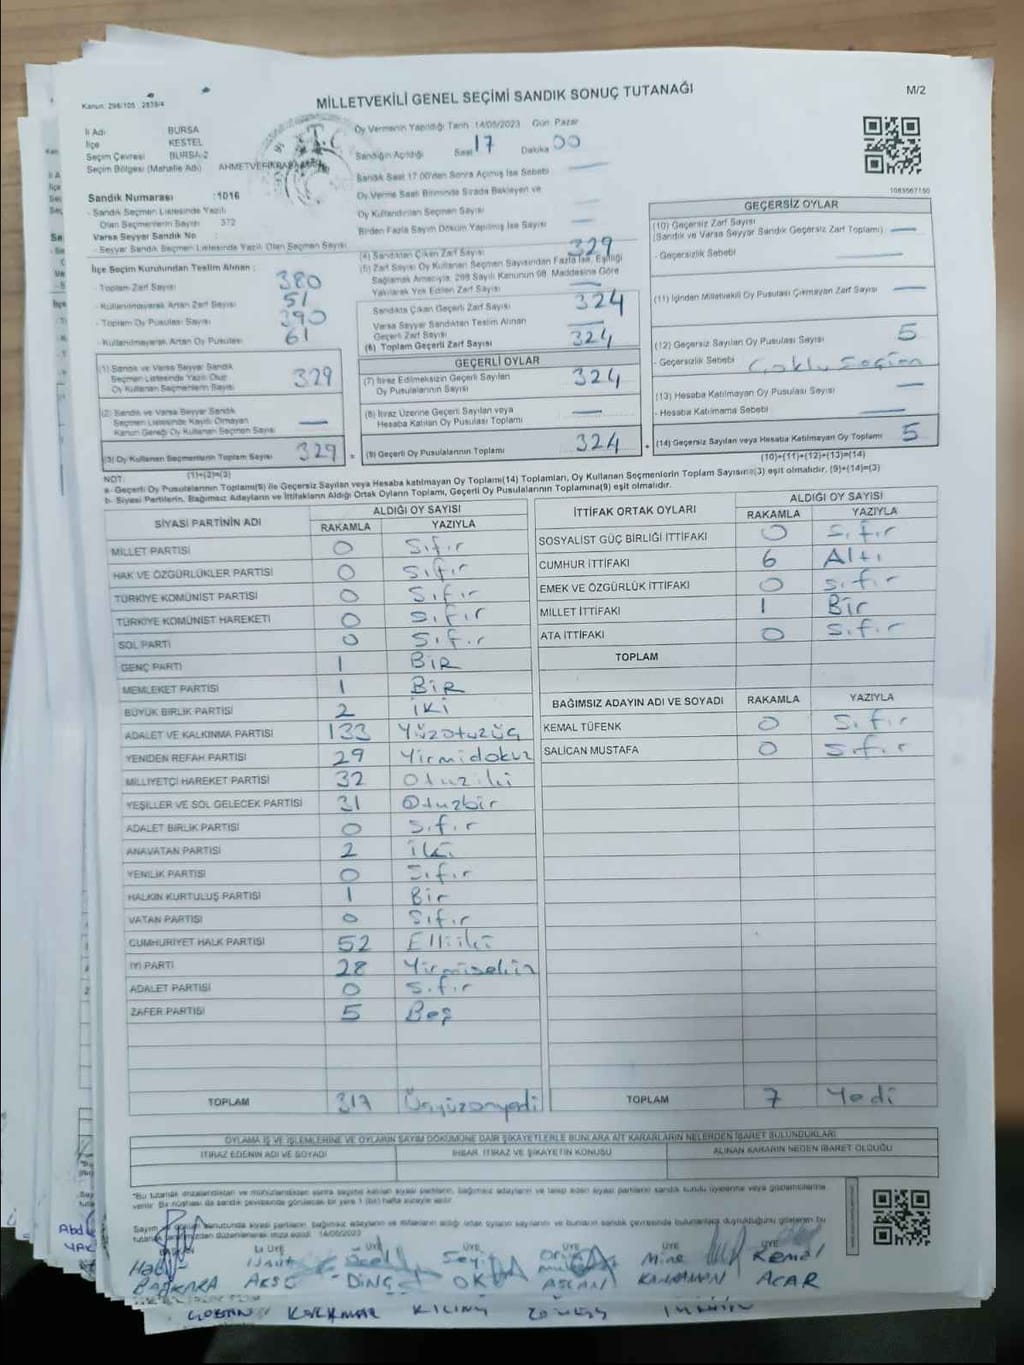 Kanun: 298/105 , 2839/4
MİLLETVEKİLİ GENEL SEÇİMİ SANDIK SONUÇ TUTANAĞI
M/2
İl Adı BURSA
İlçe KESTEL
Seçim Çevresi BURSA-2
Seçim Bölgesi (Mahalle Adı)
Oy Vermenin Yapıldığı Tarih 14/05/2023 Gün Pazar
Sandığın Açıldığı Saat 17 Dakika 00
Sandık Saat 17.00'den Sonra Açılmış İse Sebebi
Oy Verme Saati Bitiminde Sırada Bekleyen ve
Oy Kullandırılan Seçmen Sayısı
Birden Fazla Sayım Döküm Yapılmış İse Sayısı
Sandık Numarası :1016
- Sandık Seçmen Listesinde Yazılı
Olan Seçmenlerin Sayısı 372
Varsa Seyyar Sandık No
- Seyyar Sandık Seçmen Listesinde Yazılı Olan Seçmen Sayısı
İlçe Seçim Kurulundan Teslim Alınan :
- Toplam Zarf Sayısı 380
- Kullanılmayarak Artan Zarf Sayısı 51
- Toplam Oy Pusulası Sayısı 390
- Kullanılmayarak Artan Oy Pusulası 61
(1) Sandık ve Varsa Seyyar Sandık
Seçmen Listesinde Yazılı Olup
Oy Kullanan Seçmenlerin Sayısı 329
(2) Sandık ve Varsa Seyyar Sandık
Seçmen Listesinde Kayıtlı Olmayan
Kanun Gereği Oy Kullanan Seçmen Sayısı
(3) Oy Kullanan Seçmenlerin Toplam Sayısı 329
(1)+(2)=(3)
(4) Sandıktan Çıkan Zarf Sayısı 329
(5) Zarf Sayısı Oy Kullanan Seçmen Sayısından Fazla İse, Eşitliği
Sağlamak Amacıyla, 298 Sayılı Kanunun 98. Maddesine Göre
Yakılarak Yok Edilen Zarf Sayısı
Sandıkta Çıkan Geçerli Zarf Sayısı 324
Varsa Seyyar Sandıktan Teslim Alınan
Geçerli Zarf Sayısı
(6) Toplam Geçerli Zarf Sayısı 324
GEÇERLİ OYLAR
(7) İtiraz Edilmeksizin Geçerli Sayılan
Oy Pusulalarının Sayısı 324
(8) İtiraz Üzerine Geçerli Sayılan veya
Hesaba Katılan Oy Pusulası Toplamı
(9) Geçerli Oy Pusulalarının Toplamı 324
1083567150
GEÇERSİZ OYLAR
(10) Geçersiz Zarf Sayısı
(Sandık ve Varsa Seyyar Sandık Geçersiz Zarf Toplamı)
- Geçersizlik Sebebi
(11) İçinden Milletvekili Oy Pusulası Çıkmayan Zarf Sayısı
(12) Geçersiz Sayılan Oy Pusulası Sayısı 5
- Geçersizlik Sebebi Çoklu Seçim
(13) Hesaba Katılmayan Oy Pusulası Sayısı
- Hesaba Katılmama Sebebi
(14) Geçersiz Sayılan veya Hesaba Katılmayan Oy Toplamı 5
(10)+(11)+(12)+(13)=(14)
NOT:
a- Geçerli Oy Pusulalarının Toplamı(9) ile Geçersiz Sayılan veya Hesaba katılmayan Oy Toplamı(14) Toplamları, Oy Kullanan Seçmenlerin Toplam Sayısına(3) eşit olmalıdır. (9)+(14)=(3)
b- Siyasi Partilerin, Bağımsız Adayların ve İttifakların Aldığı Ortak Oyların Toplamı, Geçerli Oy Pusulalarının Toplamına(9) eşit olmalıdır.
SİYASİ PARTİNİN ADI ALDIĞI OY SAYISI
RAKAMLA YAZIYLA
MİLLET PARTİSİ 0 Sıfır
HAK VE ÖZGÜRLÜKLER PARTİSİ 0 Sıfır
TÜRKİYE KOMÜNİST PARTİSİ 0 Sıfır
TÜRKİYE KOMÜNİST HAREKETİ 0 Sıfır
SOL PARTİ 0 Sıfır
GENÇ PARTİ 1 BİR
MEMLEKET PARTİSİ 1 BİR
BÜYÜK BİRLİK PARTİSİ 2 İKİ
ADALET VE KALKINMA PARTİSİ 133 Yüzotuzüç
YENİDEN REFAH PARTİSİ 29 Yirmidokuz
MİLLİYETÇİ HAREKET PARTİSİ 32 Otuziki
YEŞİLLER VE SOL GELECEK PARTİSİ 31 Otuzbir
ADALET BİRLİK PARTİSİ 0 Sıfır
ANAVATAN PARTİSİ 2 İki
YENİLİK PARTİSİ 0 Sıfır
HALKIN KURTULUŞ PARTİSİ 1 Bir
VATAN PARTİSİ 0 Sıfır
CUMHURİYET HALK PARTİSİ 52 Elliiki
İYİ PARTİ 28 Yirmisekiz
ADALET PARTİSİ 0 Sıfır
ZAFER PARTİSİ 5 Beş
TOPLAM 317 Üçyüzonyedi
İTTİFAK ORTAK OYLARI ALDIĞI OY SAYISI
RAKAMLA YAZIYLA
SOSYALİST GÜÇ BİRLİĞİ İTTİFAKI 0 Sıfır
CUMHUR İTTİFAKI 6 Altı
EMEK VE ÖZGÜRLÜK İTTİFAKI 0 Sıfır
MİLLET İTTİFAKI 1 Bir
ATA İTTİFAKI 0 Sıfır
TOPLAM
BAĞIMSIZ ADAYIN ADI VE SOYADI RAKAMLA YAZIYLA
KEMAL TÜFENK 0 Sıfır
SALİCAN MUSTAFA 0 Sıfır
TOPLAM 7 Yedi
OYLAMA İŞ VE İŞLEMLERİNE VE OYLARIN SAYIM DÖKÜMÜNE DAİR ŞİKAYETLERLE BUNLARA AİT KARARLARIN NELERDEN İBARET BULUNDUKLARI
İTİRAZ EDENİN ADI VE SOYADI İHBAR, İTİRAZ VE ŞİKAYETİN KONUSU ALINAN KARARIN NEDEN İBARET OLDUĞU
ÜYE ÜYE ÜYE ÜYE ÜYE
Mine Kemal
DİNÇ ASLAN KAHRAMAN ACAR